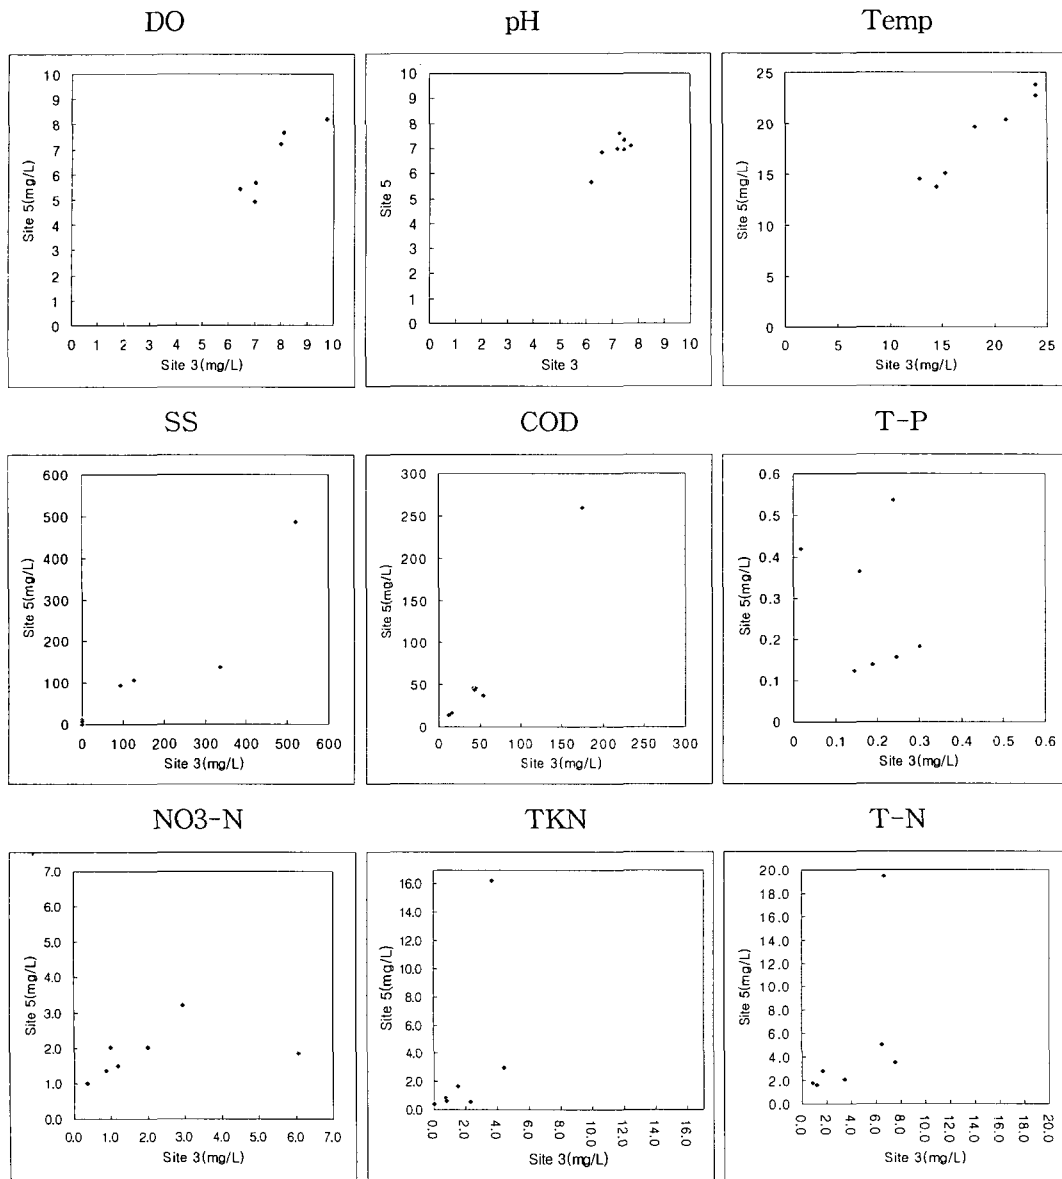 DO
pH
Temp
10
9
8
7
6
5
4
3
2
1
0
Site 5(mg/L)
0 1 2 3 4 5 6 7 8 9 10
Site 3(mg/L)
10
9
8
7
6
5
4
3
2
1
0
Site 5
0 1 2 3 4 5 6 7 8 9 10
Site 3
25
20
15
10
5
0
Site 5(mg/L)
0 5 10 15 20 25
Site 3(mg/L)
SS
COD
T-P
600
500
400
300
200
100
0
Site 5(mg/L)
0 100 200 300 400 500 600
Site 3(mg/L)
300
250
200
150
100
50
0
Site 5(mg/L)
0 50 100 150 200 250 300
Site 3(mg/L)
0.6
0.5
0.4
0.3
0.2
0.1
0
Site 5(mg/L)
0 0.1 0.2 0.3 0.4 0.5 0.6
Site 3(mg/L)
NO3-N
TKN
T-N
7.0
6.0
5.0
4.0
3.0
2.0
1.0
0.0
Site 5(mg/L)
0.0 1.0 2.0 3.0 4.0 5.0 6.0 7.0
Site 3(mg/L)
16.0
14.0
12.0
10.0
8.0
6.0
4.0
2.0
0.0
Site 5(mg/L)
0.0 2.0 4.0 6.0 8.0 10.0 12.0 14.0 16.0
Site 3(mg/L)
20.0
18.0
16.0
14.0
12.0
10.0
8.0
6.0
4.0
2.0
0.0
Site 5(mg/L)
0.0 2.0 4.0 6.0 8.0 10.0 12.0 14.0 16.0 18.0 20.0
Site 3(mg/L)